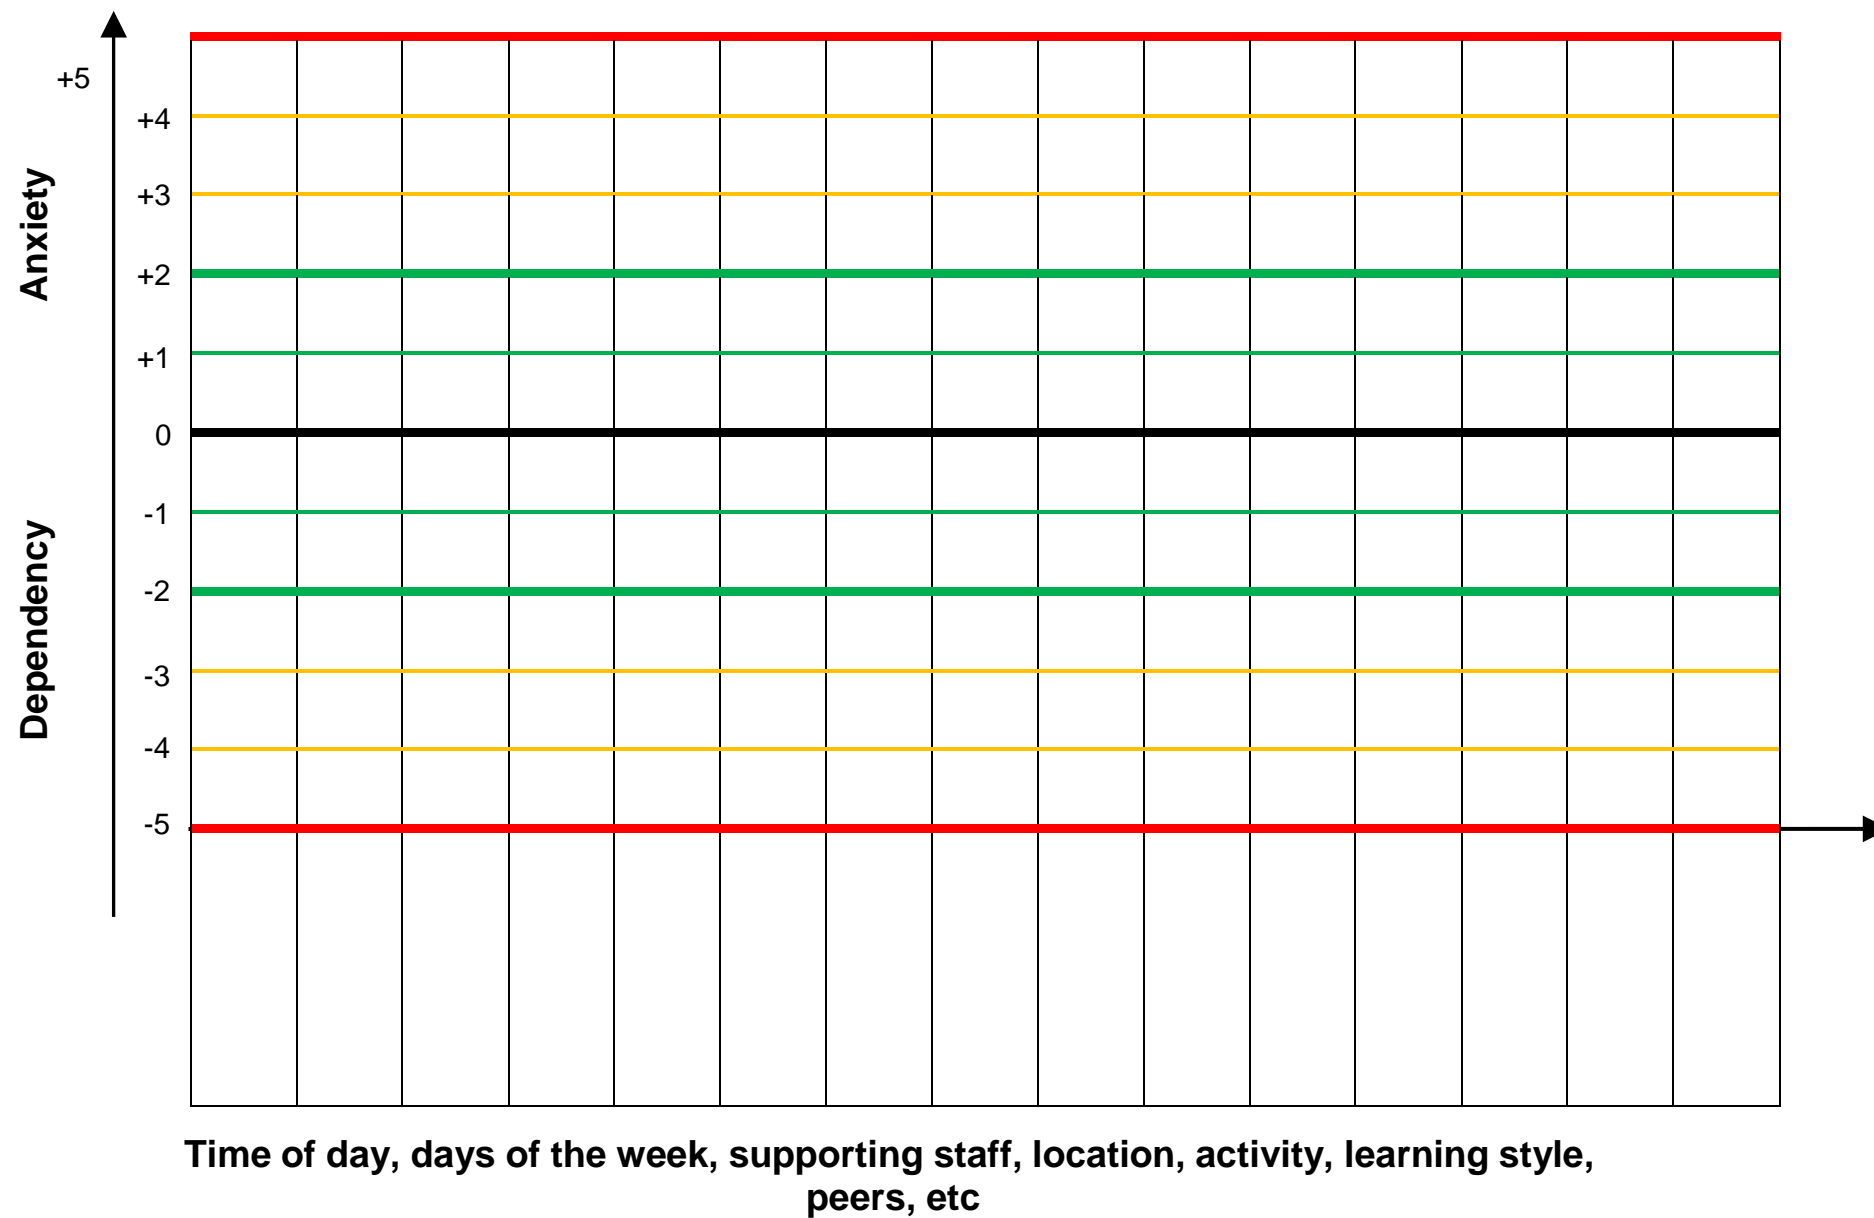 +5
+4
+3
+2
+1
0
-1
-2
-3
-4
-5
Anxiety
Dependency
Time of day, days of the week, supporting staff, location, activity, learning style,
peers, etc